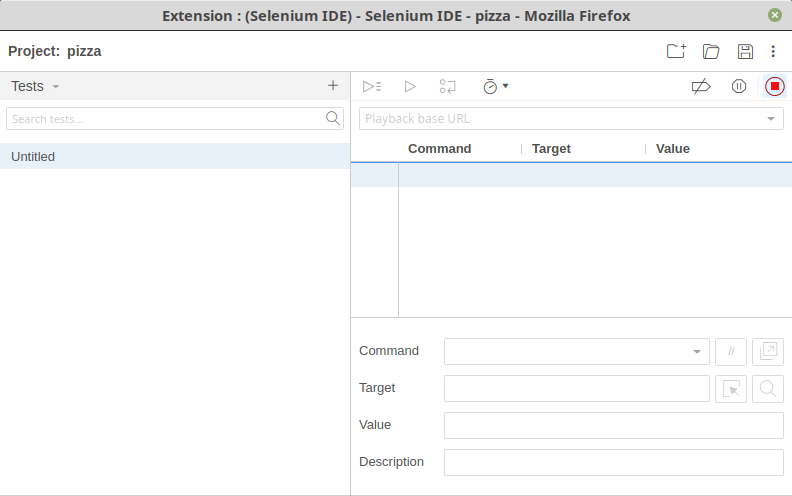 Extension : (Selenium IDE) - Selenium IDE - pizza - Mozilla Firefox
Project: pizza
Tests
Search tests...
Untitled
Playback base URL
Command Target Value
Command
//
Target
Value
Description